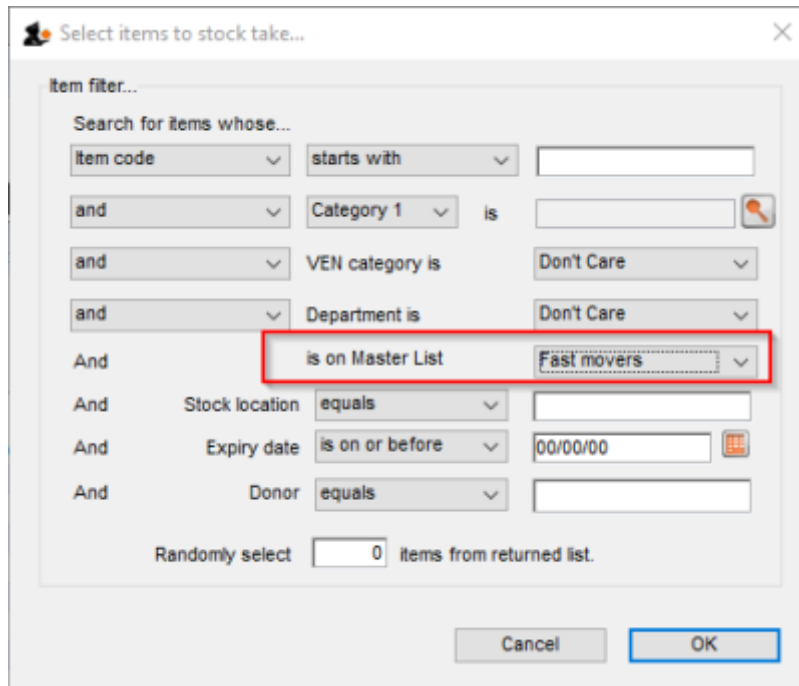 Select items to stock take...
Item filter...
Search for items whose...
Item code starts with
and Category 1 is
and VEN category is Don't Care
and Department is Don't Care
And is on Master List Fast movers
And Stock location equals
And Expiry date is on or before 00/00/00
And Donor equals
Randomly select 0 items from returned list.
Cancel OK